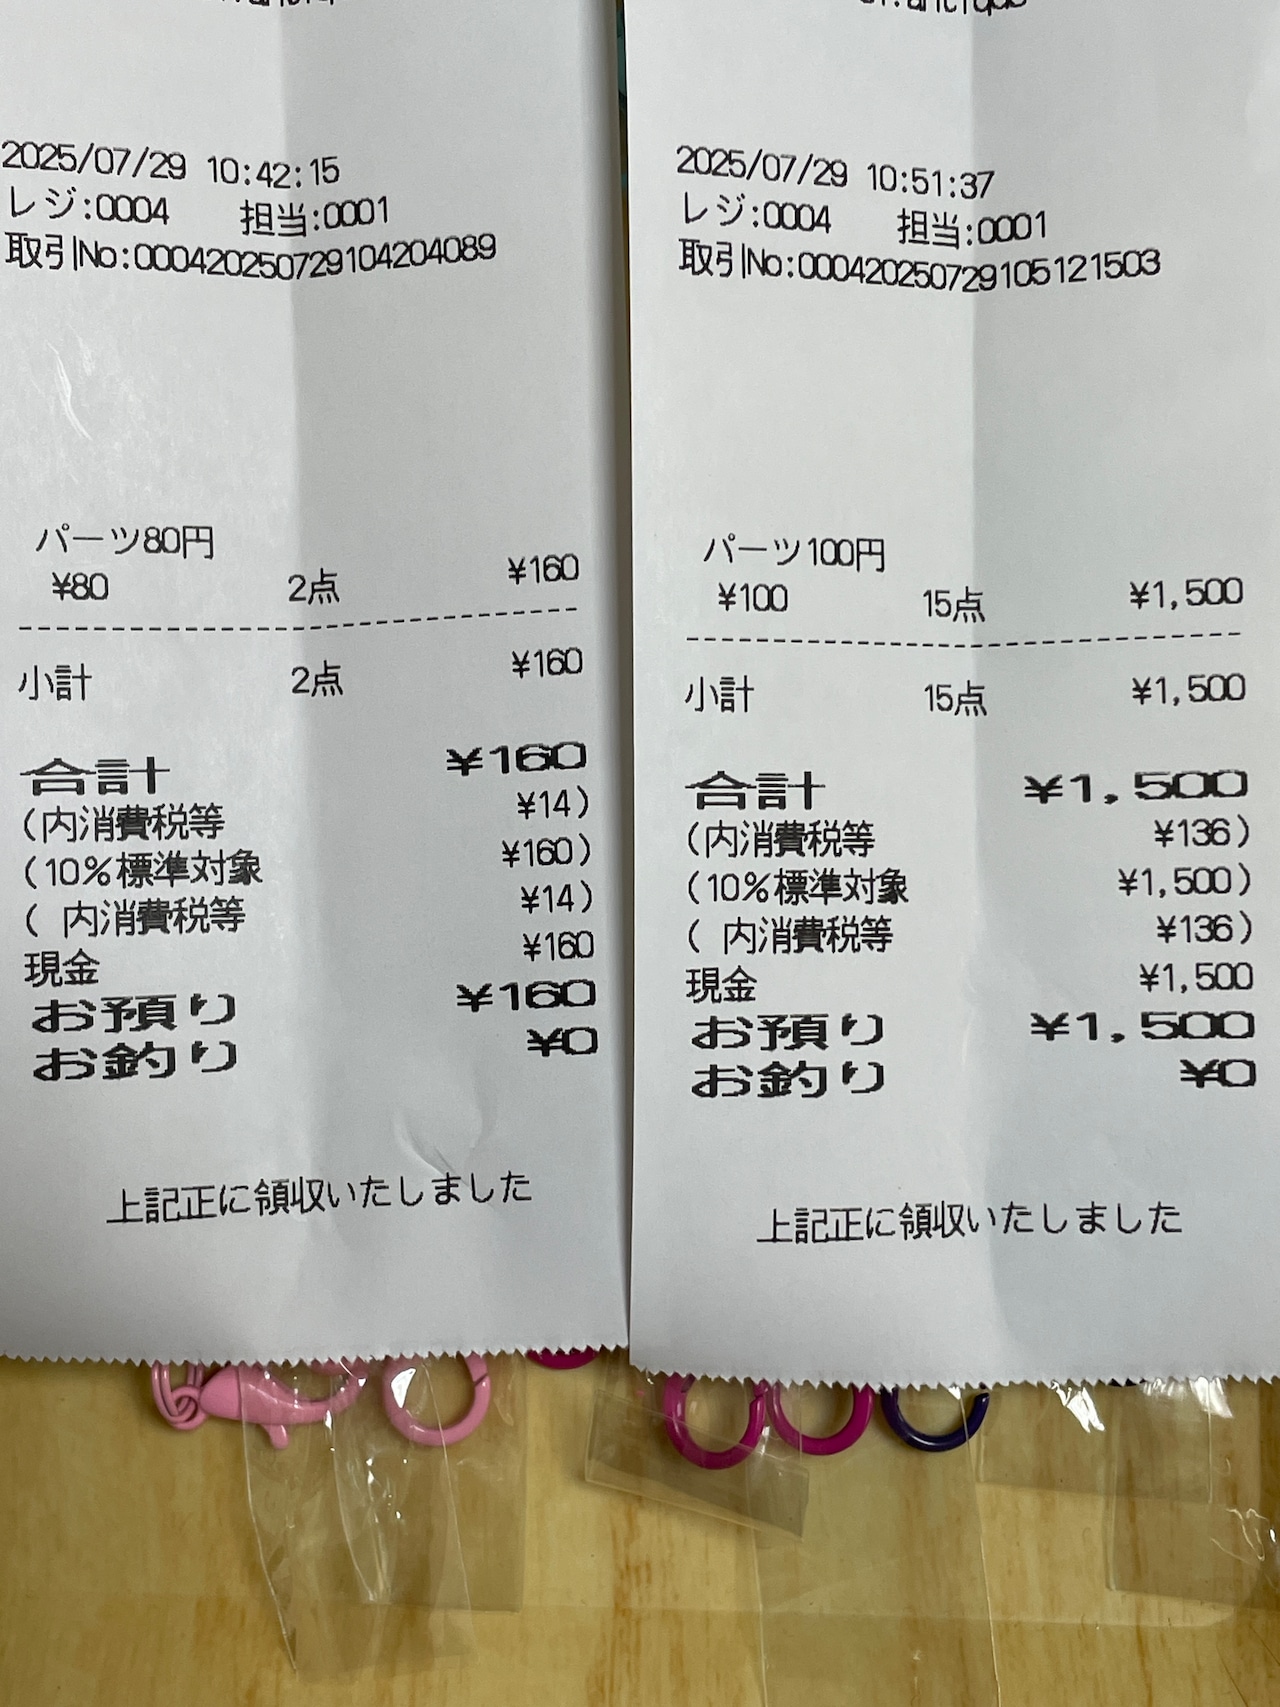 2025/07/29 10:42:15
レジ:0004 担当:0001
取引No:000420250729104204089
パーツ80円
¥80 2点 ¥160
小計 2点 ¥160
合計 ¥160
(内消費税等 ¥14)
(10%標準対象 ¥160)
( 内消費税等 ¥14)
現金 ¥160
お預り ¥160
お釣り ¥0
上記正に領収いたしました
2025/07/29 10:51:37
レジ:0004 担当:0001
取引No:000420250729105121503
パーツ100円
¥100 15点 ¥1,500
小計 15点 ¥1,500
合計 ¥1,500
(内消費税等 ¥136)
(10%標準対象 ¥1,500)
( 内消費税等 ¥136)
現金 ¥1,500
お預り ¥1,500
お釣り ¥0
上記正に領収いたしました